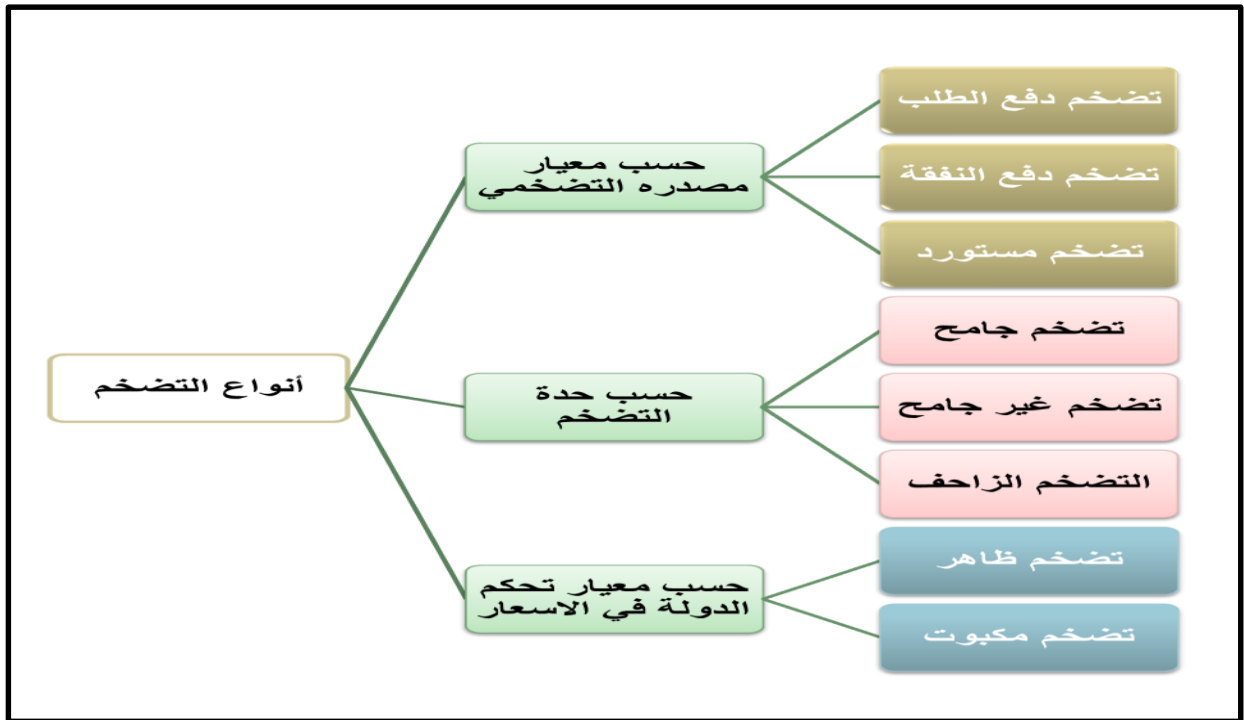 أنواع التضخم
حسب معيار
مصدره التضخمي
تضخم دفع الطلب
تضخم دفع النفقة
تضخم مستورد
حسب حدة
التضخم
تضخم جامح
تضخم غير جامح
التضخم الزاحف
حسب معيار تحكم
الدولة في الاسعار
تضخم ظاهر
تضخم مكبوت